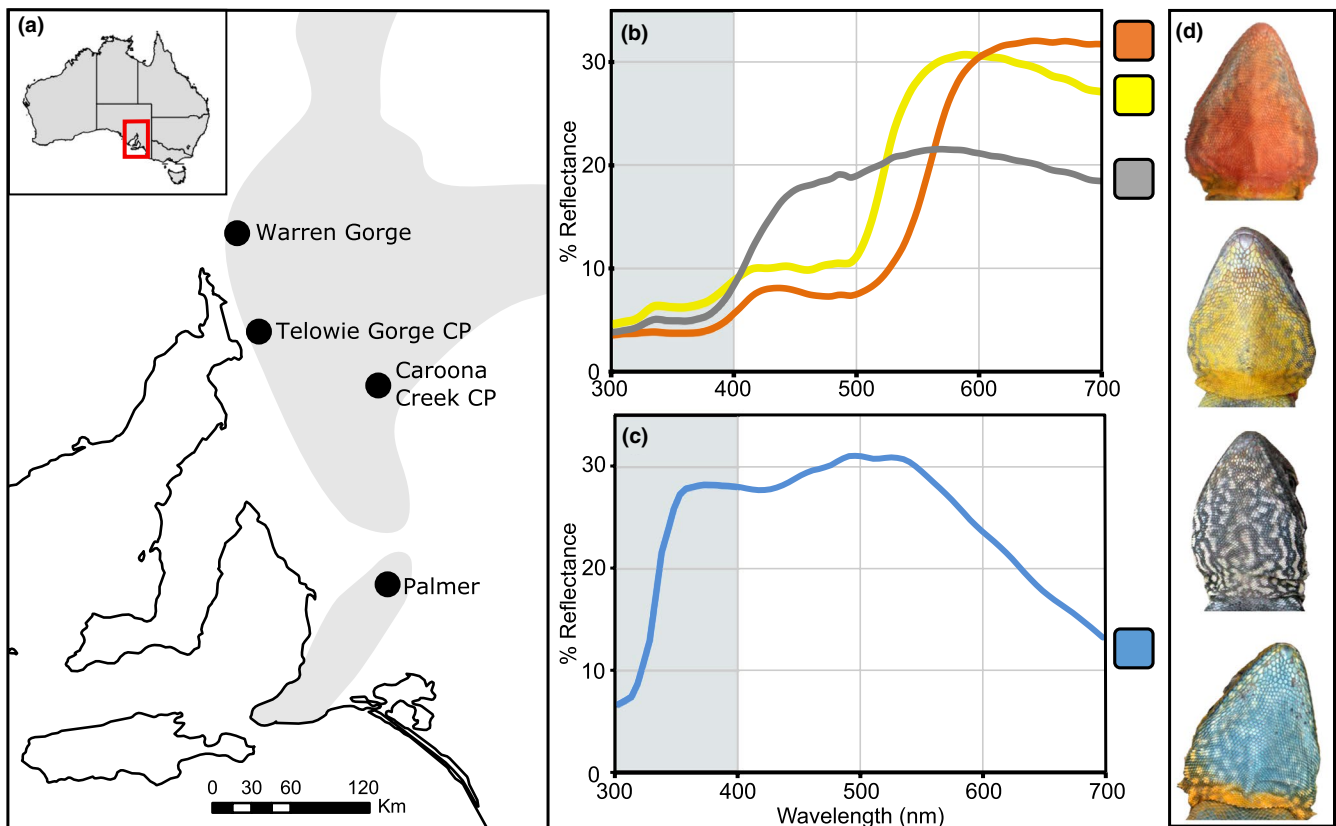 (a)
Warren Gorge
Telowie Gorge CP
Caroona
Creek CP
Palmer
0 30 60 120
Km
(b)
% Reflectance
30
20
10
0
300 400 500 600 700
(c)
% Reflectance
30
20
10
0
300 400 500 600 700
Wavelength (nm)
(d)